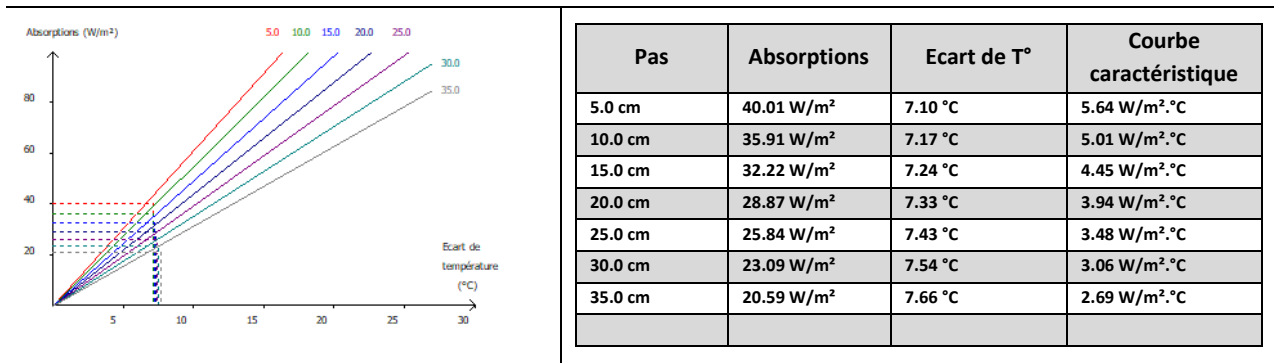 Absorptions (W/m²)
5.0 10.0 15.0 20.0 25.0
30.0
35.0
80
60
40
20
Ecart de
température
(°C)
5 10 15 20 25 30
Pas Absorptions Ecart de T° Courbe caractéristique
5.0 cm 40.01 W/m² 7.10 °C 5.64 W/m².°C
10.0 cm 35.91 W/m² 7.17 °C 5.01 W/m².°C
15.0 cm 32.22 W/m² 7.24 °C 4.45 W/m².°C
20.0 cm 28.87 W/m² 7.33 °C 3.94 W/m².°C
25.0 cm 25.84 W/m² 7.43 °C 3.48 W/m².°C
30.0 cm 23.09 W/m² 7.54 °C 3.06 W/m².°C
35.0 cm 20.59 W/m² 7.66 °C 2.69 W/m².°C